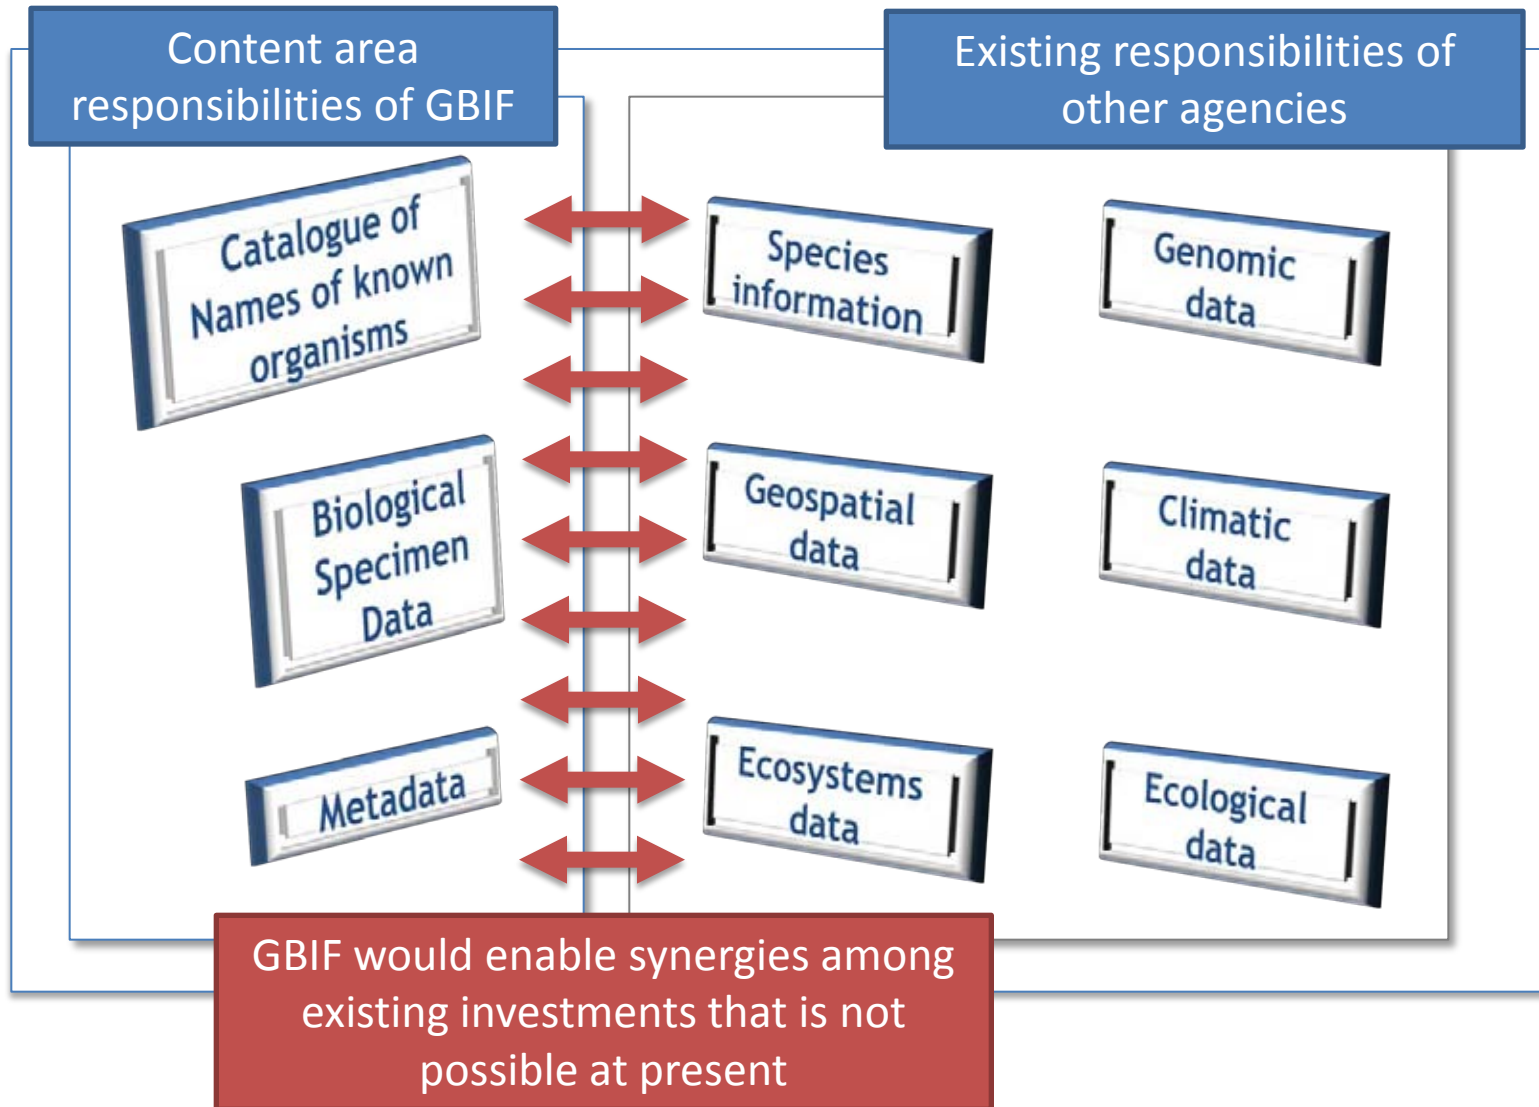 Content area
responsibilities of GBIF
Existing responsibilities of
other agencies
Catalogue of
Names of known
organisms
Biological
Specimen
Data
Metadata
Species
information
Genomic
data
Geospatial
data
Climatic
data
Ecosystems
data
Ecological
data
GBIF would enable synergies among
existing investments that is not
possible at present